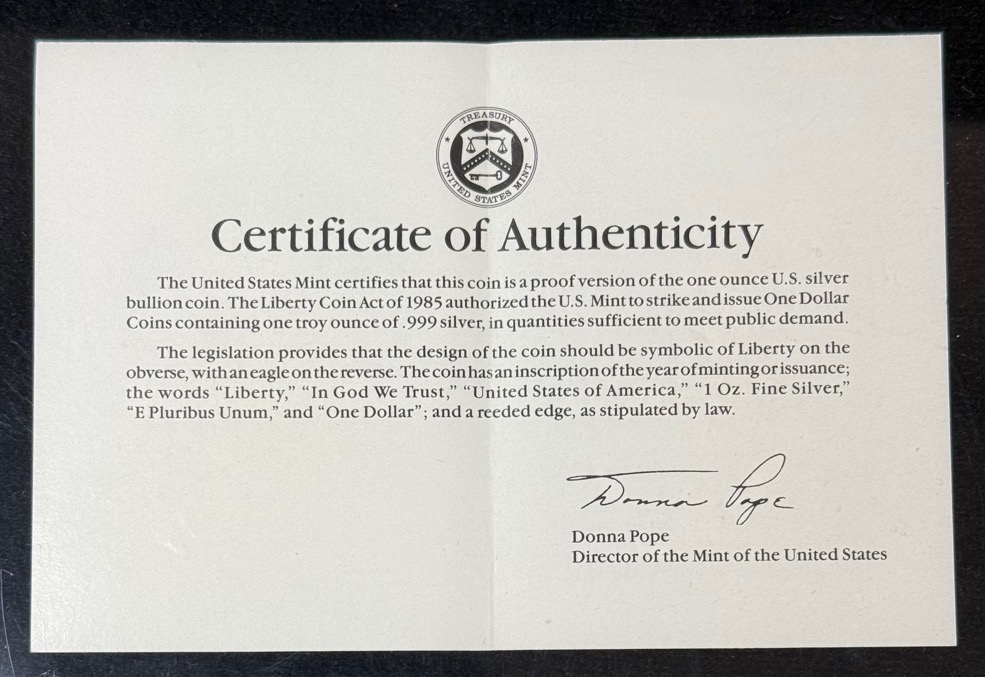 TREASURY
UNITED STATES MINT
Certificate of Authenticity
The United States Mint certifies that this coin is a proof version of the one ounce U.S. silver
bullion coin. The Liberty Coin Act of 1985 authorized the U.S. Mint to strike and issue One Dollar
Coins containing one troy ounce of .999 silver, in quantities sufficient to meet public demand.
The legislation provides that the design of the coin should be symbolic of Liberty on the
obverse, with an eagle on the reverse. The coin has an inscription of the year of minting or issuance;
the words “Liberty,” “In God We Trust,” “United States of America,” “1 Oz. Fine Silver,”
“E Pluribus Unum,” and “One Dollar”; and a reeded edge, as stipulated by law.
Donna Pope
Donna Pope
Director of the Mint of the United States